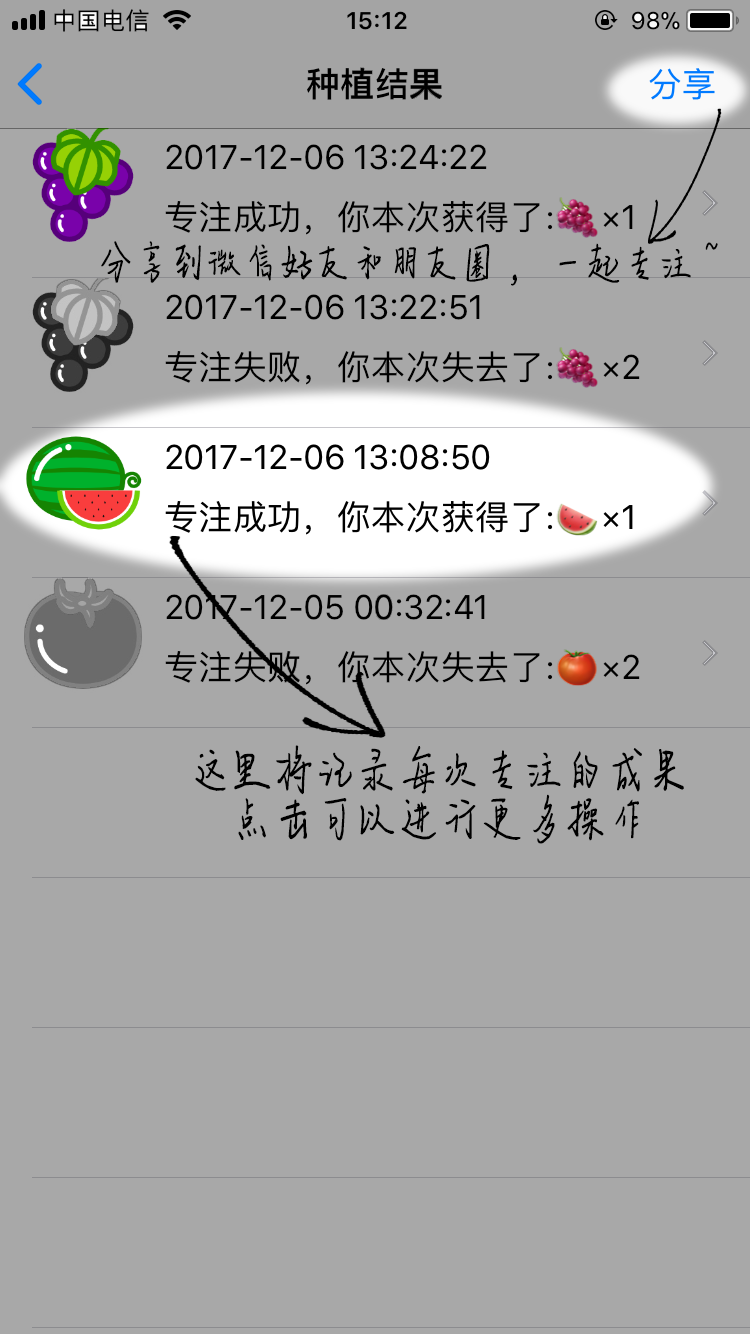 中国电信 15:12 98%
种植结果 分享
2017-12-06 13:24:22
专注成功，你本次获得了:🍇×1
分享到微信好友和朋友圈，一起专注~
2017-12-06 13:22:51
专注失败，你本次失去了:🍇×2
2017-12-06 13:08:50
专注成功，你本次获得了:🍉×1
2017-12-05 00:32:41
专注失败，你本次失去了:🍅×2
这里将记录每次专注的成果
点击可以进行更多操作